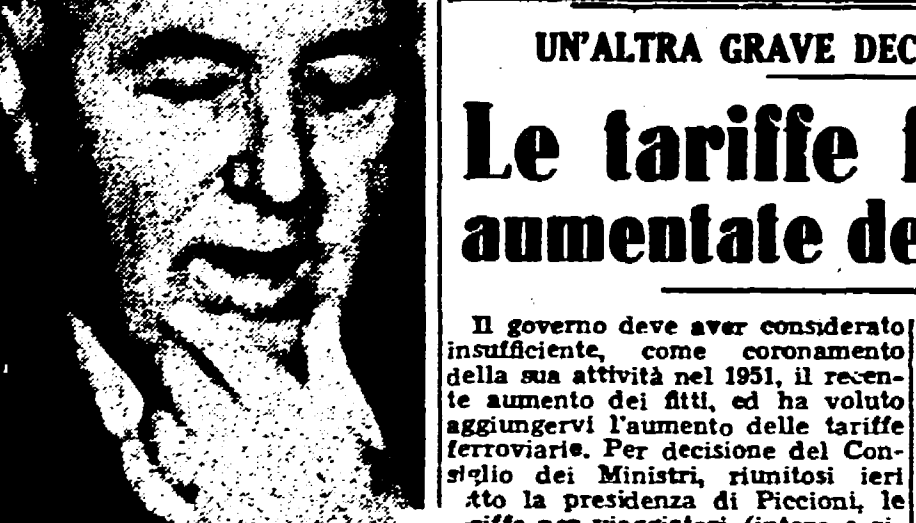 UN'ALTRA GRAVE DEC
Le tariffe f
aumentate de
Il governo deve aver considerato
insufficiente, come coronamento
della sua attività nel 1951, il recen-
te aumento dei fitti, ed ha voluto
aggiungervi l'aumento delle tariffe
ferroviarie. Per decisione del Con-
siglio dei Ministri, riunitosi ieri
tto la presidenza di Piccioni, le